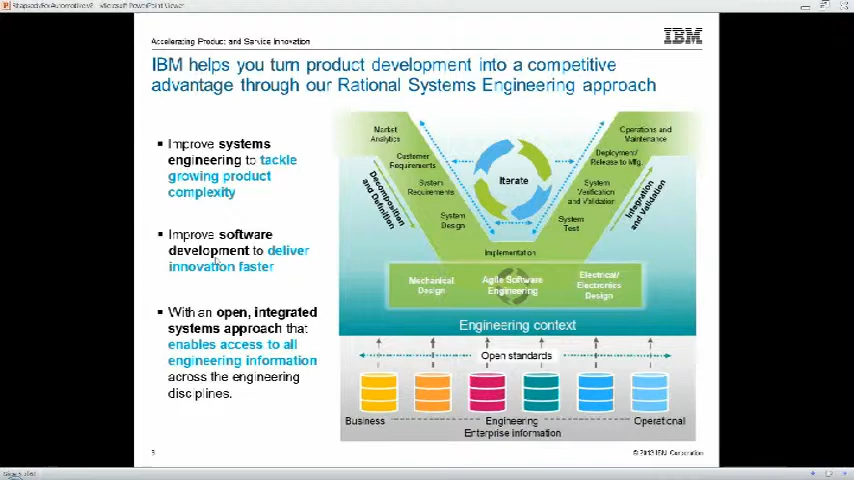 Microsoft PowerPoint Viewer
Accelerating Product and Service Innovation
IBM
IBM helps you turn product development into a competitive
advantage through our Rational Systems Engineering approach
▪ Improve systems
engineering to tackle
growing product
complexity
▪ Improve software
development to deliver
innovation faster
▪ With an open, integrated
systems approach that
enables access to all
engineering information
across the engineering
disciplines.
Market
Analytics
Customer
Requirements
System
Requirements
System
Design
Decomposition
and Definition
Iterate
Operations and
Maintenance
Deployment/
Release to Mfg.
System
Verification
and Validation
System
Test
Integration
and Validation
Implementation
Mechanical
Design
Agile Software
Engineering
Electrical/
Electronics
Design
Engineering context
Open standards
Business
Engineering
Operational
Enterprise information
© 2013 IBM Corporation